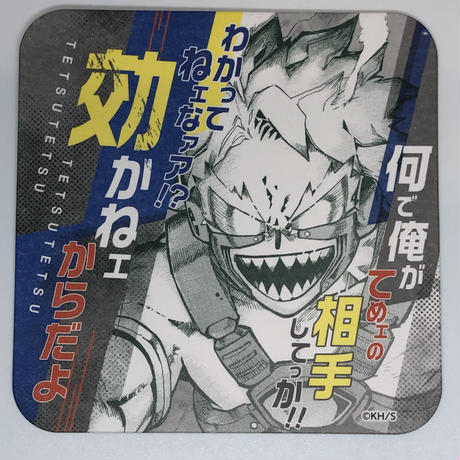 何で俺が
てめェの
相手
してっか!!
わかって
ねェなァア!?
効かねェ
からだよ
TETSUTETSU TETSUTETSU
©KH/S